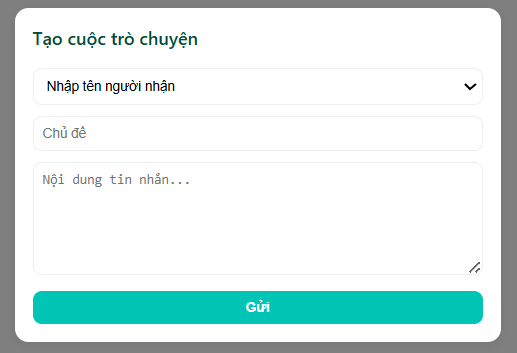 Tạo cuộc trò chuyện
Nhập tên người nhận
Chủ đề
Nội dung tin nhắn...
Gửi